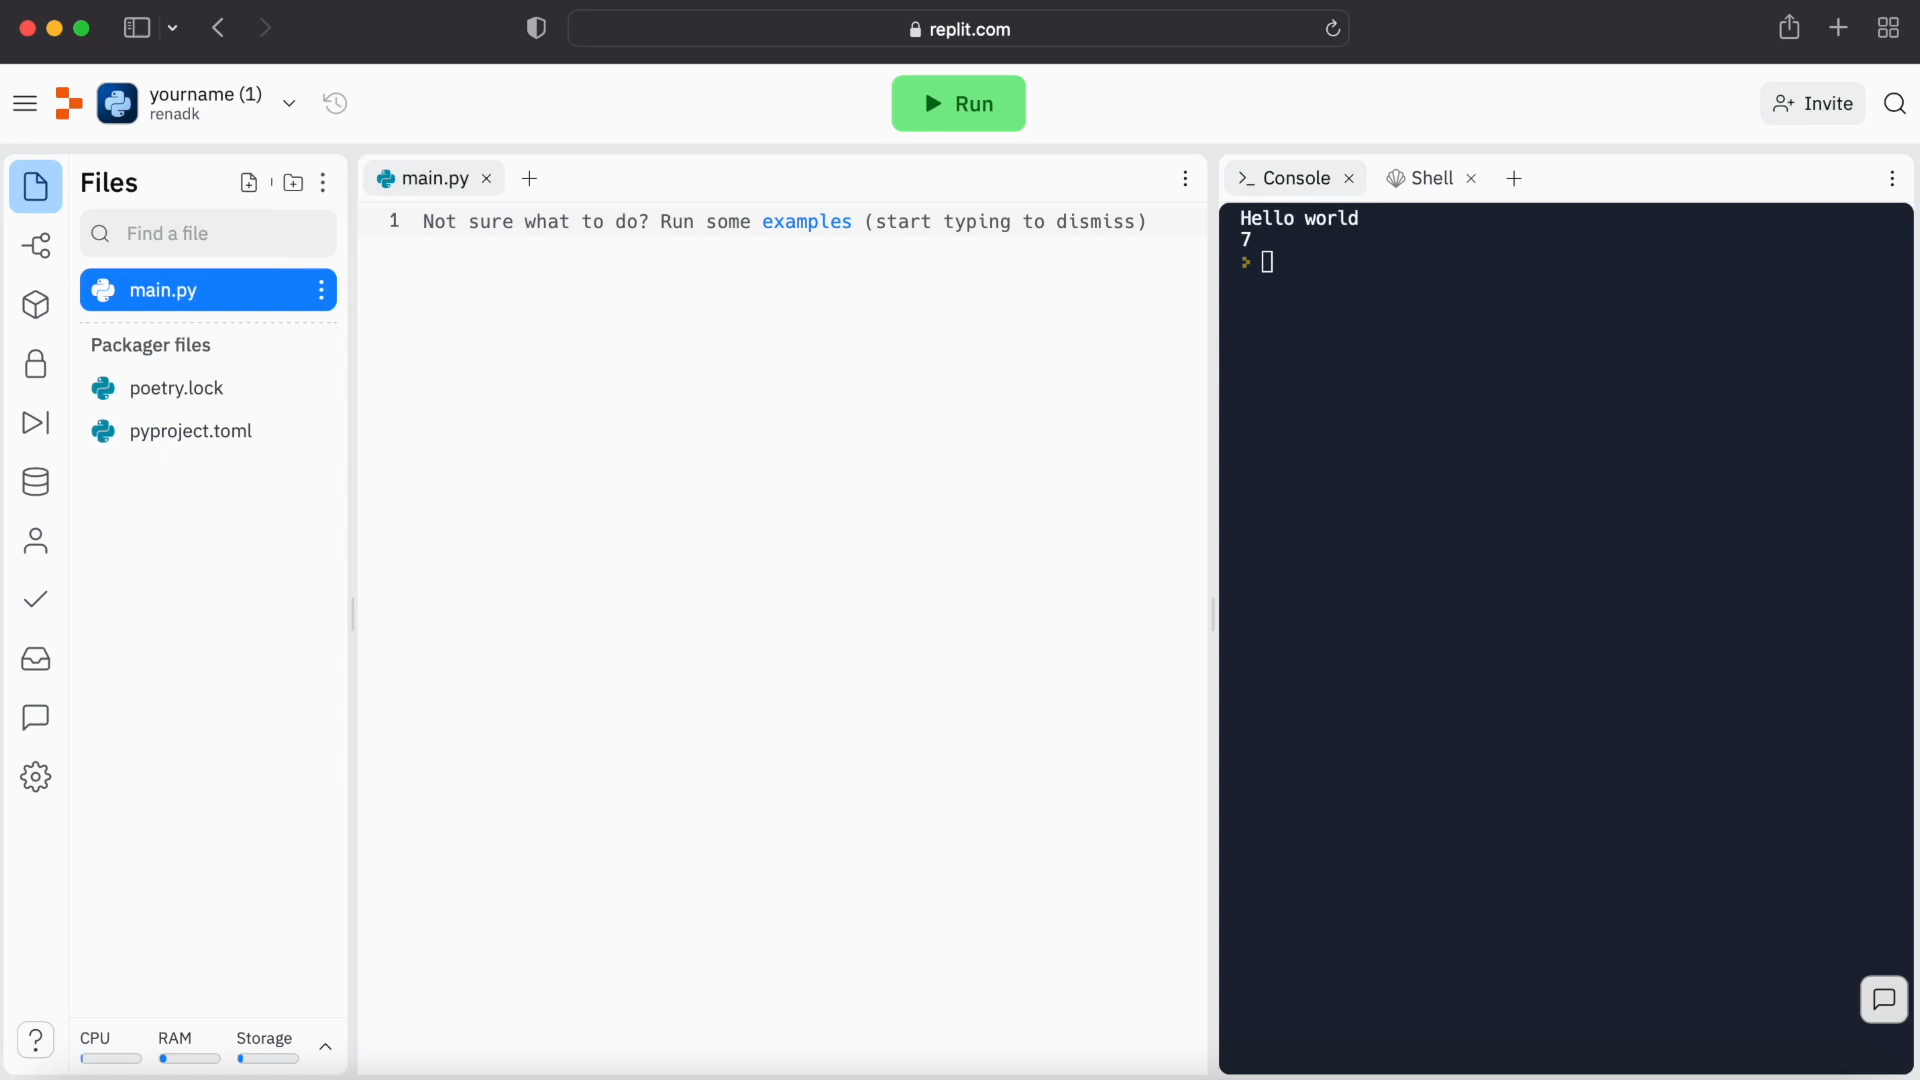 replit.com
yourname (1)
renadk
Run
Invite
Files
Find a file
main.py
Packager files
poetry.lock
pyproject.toml
CPU RAM Storage
main.py
1 Not sure what to do? Run some examples (start typing to dismiss)
Console Shell
Hello world
7